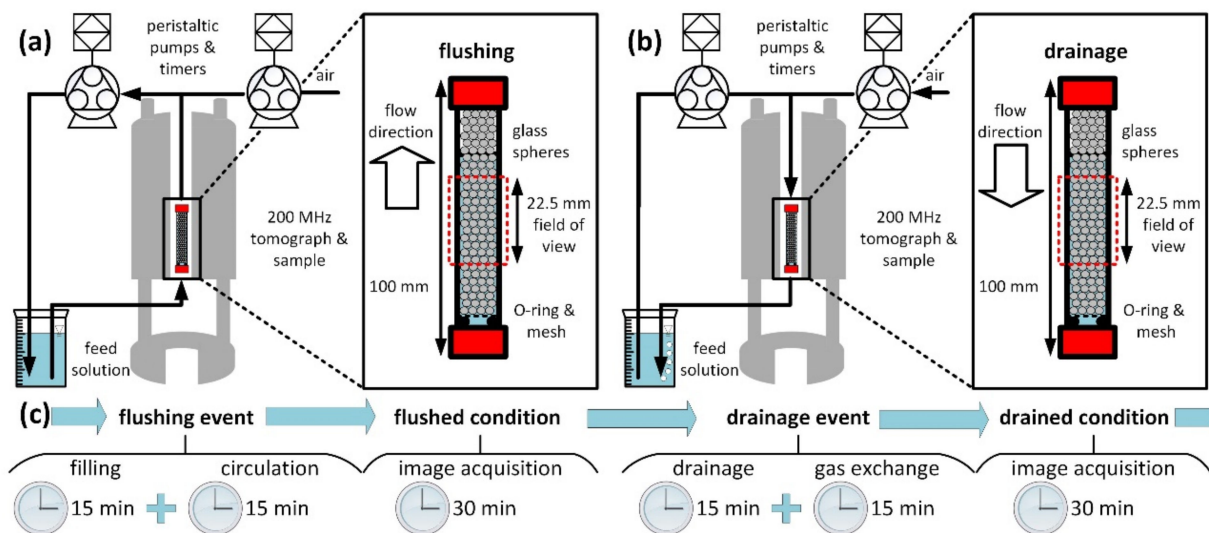 (a)
peristaltic
pumps &
timers
air
flushing
flow
direction
glass
spheres
22.5 mm
field of
view
200 MHz
tomograph &
sample
100 mm
O-ring &
mesh
feed
solution
(b)
peristaltic
pumps &
timers
air
drainage
flow
direction
glass
spheres
22.5 mm
field of
view
200 MHz
tomograph &
sample
100 mm
O-ring &
mesh
feed
solution
(c)
flushing event
flushed condition
drainage event
drained condition
filling
circulation
image acquisition
drainage
gas exchange
image acquisition
15 min
15 min
30 min
15 min
15 min
30 min